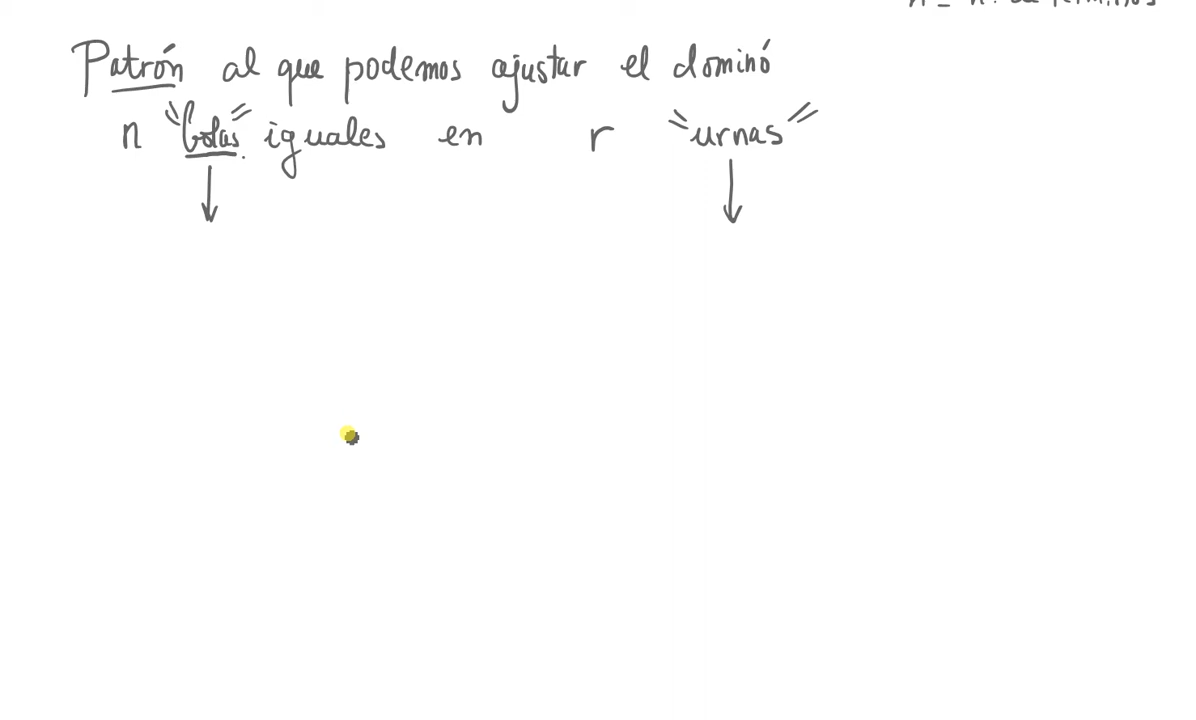 Patrón al que podemos ajustar el dominó
n "bolas" iguales en r "urnas"